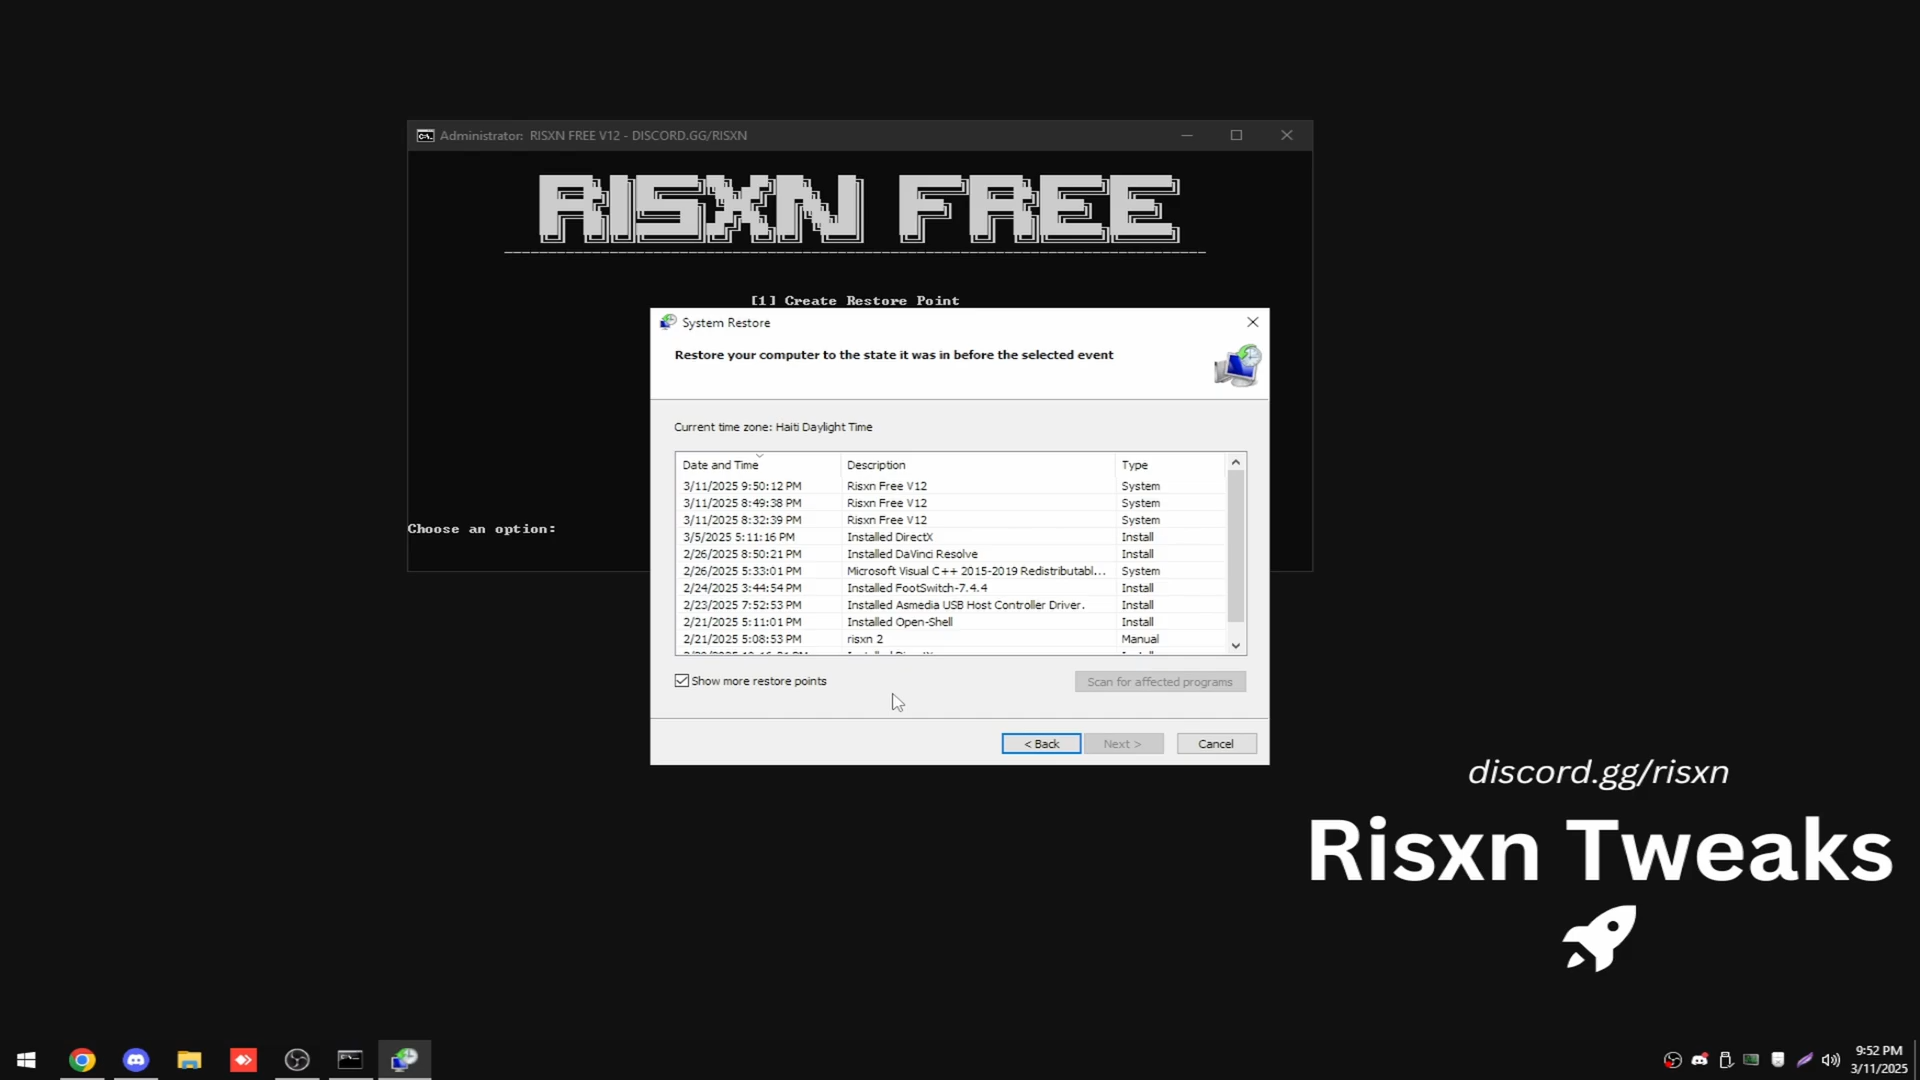 Administrator: RISXN FREE V12 - DISCORD.GG/RISXN
RISXN FREE
[1] Create Restore Point
Choose an option:
System Restore
Restore your computer to the state it was in before the selected event
Current time zone: Haiti Daylight Time
Date and Time Description Type
3/11/2025 9:50:12 PM Risxn Free V12 System
3/11/2025 8:49:38 PM Risxn Free V12 System
3/11/2025 8:32:39 PM Risxn Free V12 System
3/5/2025 5:11:16 PM Installed DirectX Install
2/26/2025 8:50:21 PM Installed DaVinci Resolve Install
2/26/2025 5:33:01 PM Microsoft Visual C++ 2015-2019 Redistributabl... System
2/24/2025 3:44:54 PM Installed FootSwitch-7.4.4 Install
2/23/2025 7:52:53 PM Installed Asmedia USB Host Controller Driver. Install
2/21/2025 5:11:01 PM Installed Open-Shell Install
2/21/2025 5:08:53 PM risxn 2 Manual
Show more restore points
Scan for affected programs
< Back
Next >
Cancel
discord.gg/risxn
Risxn Tweaks
9:52 PM
3/11/2025